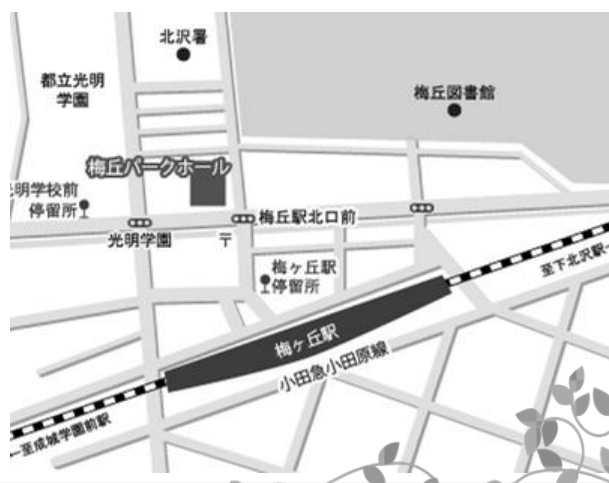 北沢署
都立光明
学園
梅丘図書館
梅丘パークホール
光明学校前
停留所
光明学園
〒
梅丘駅北口前
梅ヶ丘駅
停留所
至下北沢駅→
梅ヶ丘駅
小田急小田原線
←至成城学園前駅